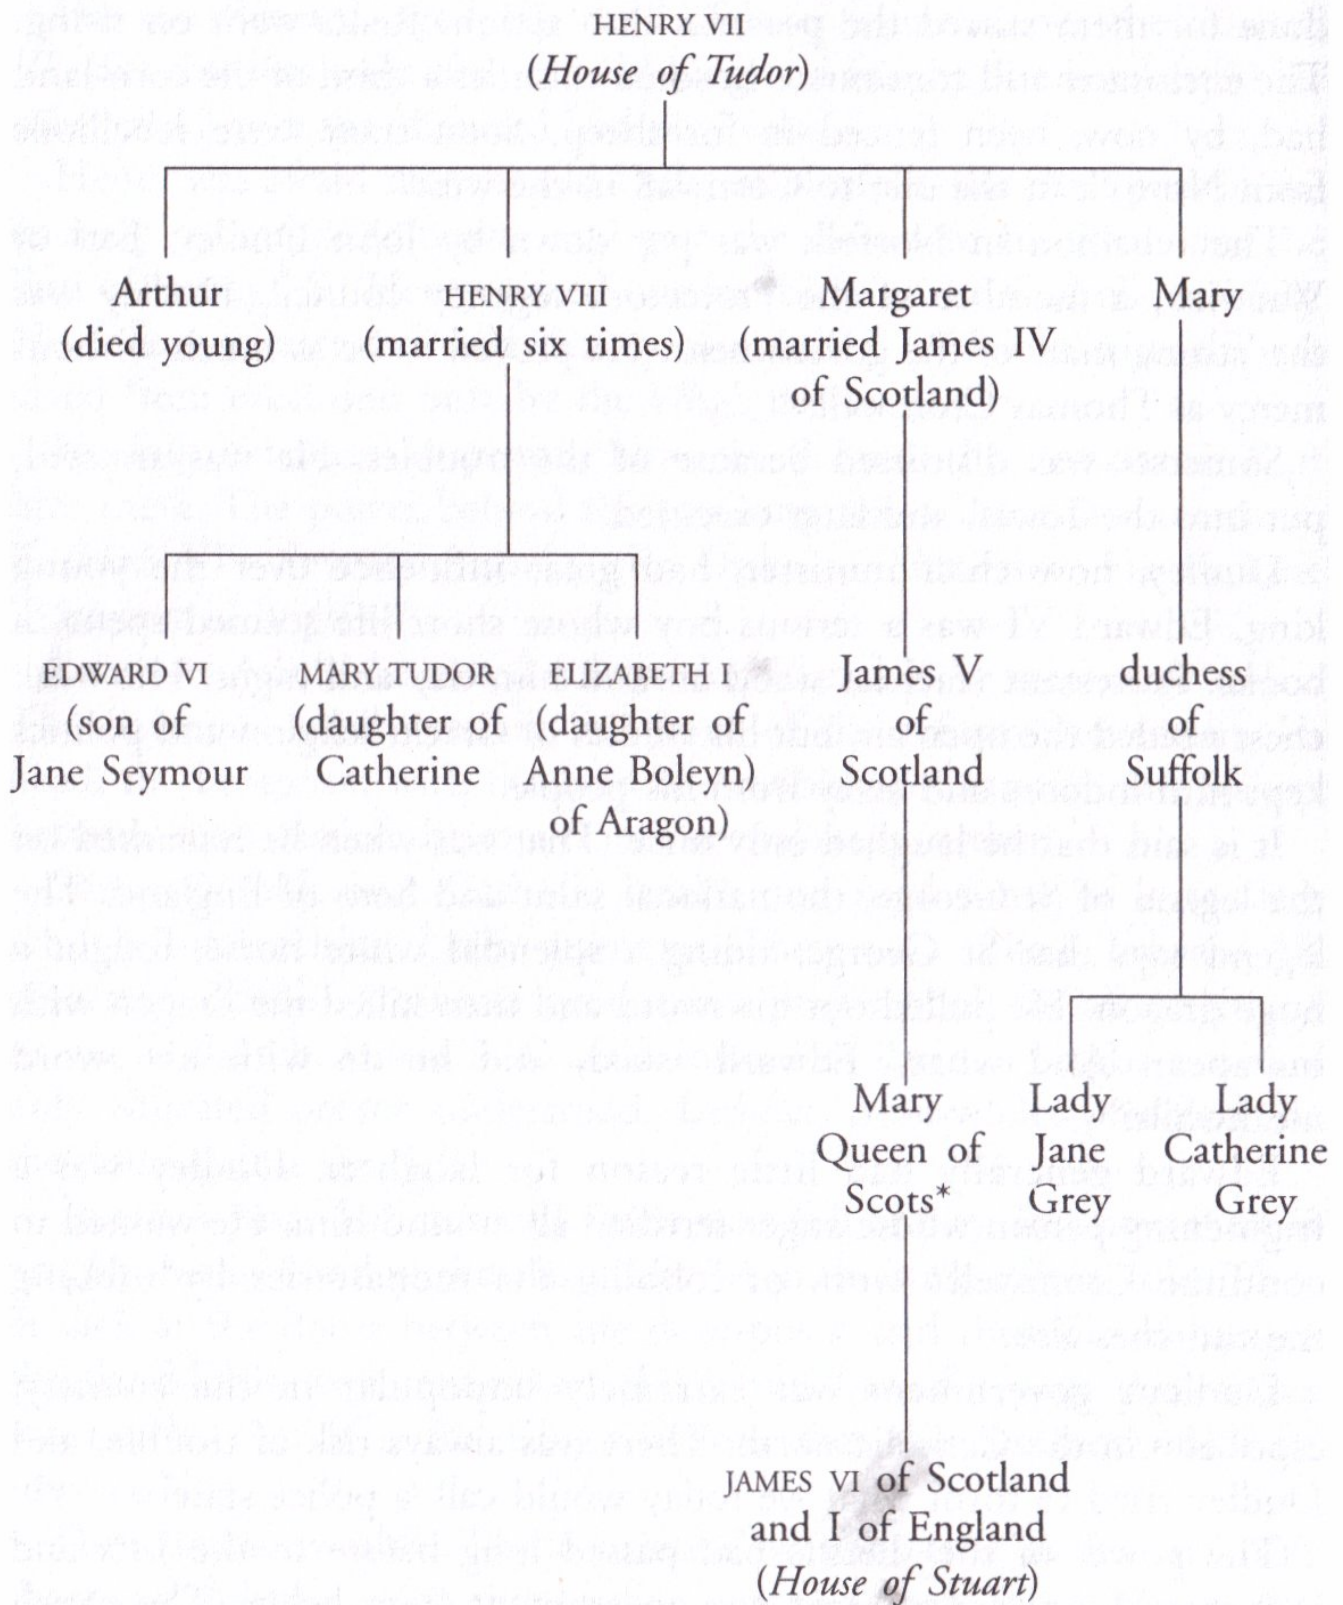 HENRY VII
(House of Tudor)
Arthur
(died young)
HENRY VIII
(married six times)
Margaret
(married James IV
of Scotland)
Mary
EDWARD VI
(son of
Jane Seymour
MARY TUDOR
(daughter of
Catherine
ELIZABETH I
(daughter of
Anne Boleyn)
of Aragon)
James V
of
Scotland
duchess
of
Suffolk
Mary
Queen of
Scots*
Lady
Jane
Grey
Lady
Catherine
Grey
JAMES VI of Scotland
and I of England
(House of Stuart)